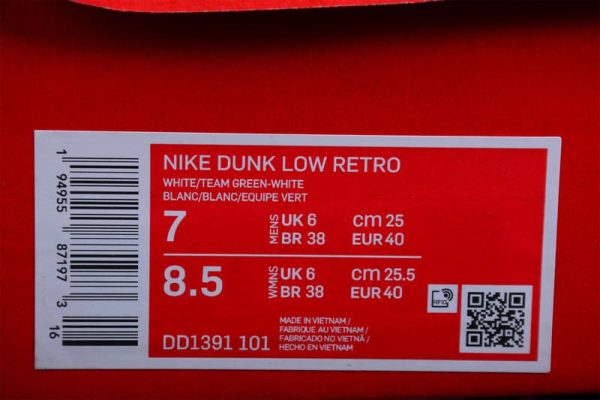 NIKE DUNK LOW RETRO
WHITE/TEAM GREEN-WHITE
BLANC/BLANC/EQUIPE VERT
7 MENS UK 6 cm 25
BR 38 EUR 40
8.5 WMNS UK 6 cm 25.5
BR 38 EUR 40
RFID
MADE IN VIETNAM /
FABRIQUE AU VIETNAM /
FABRICADO NO VIETNÃ /
DD1391 101 HECHO EN VIETNAM
1 94955 87197 3 16